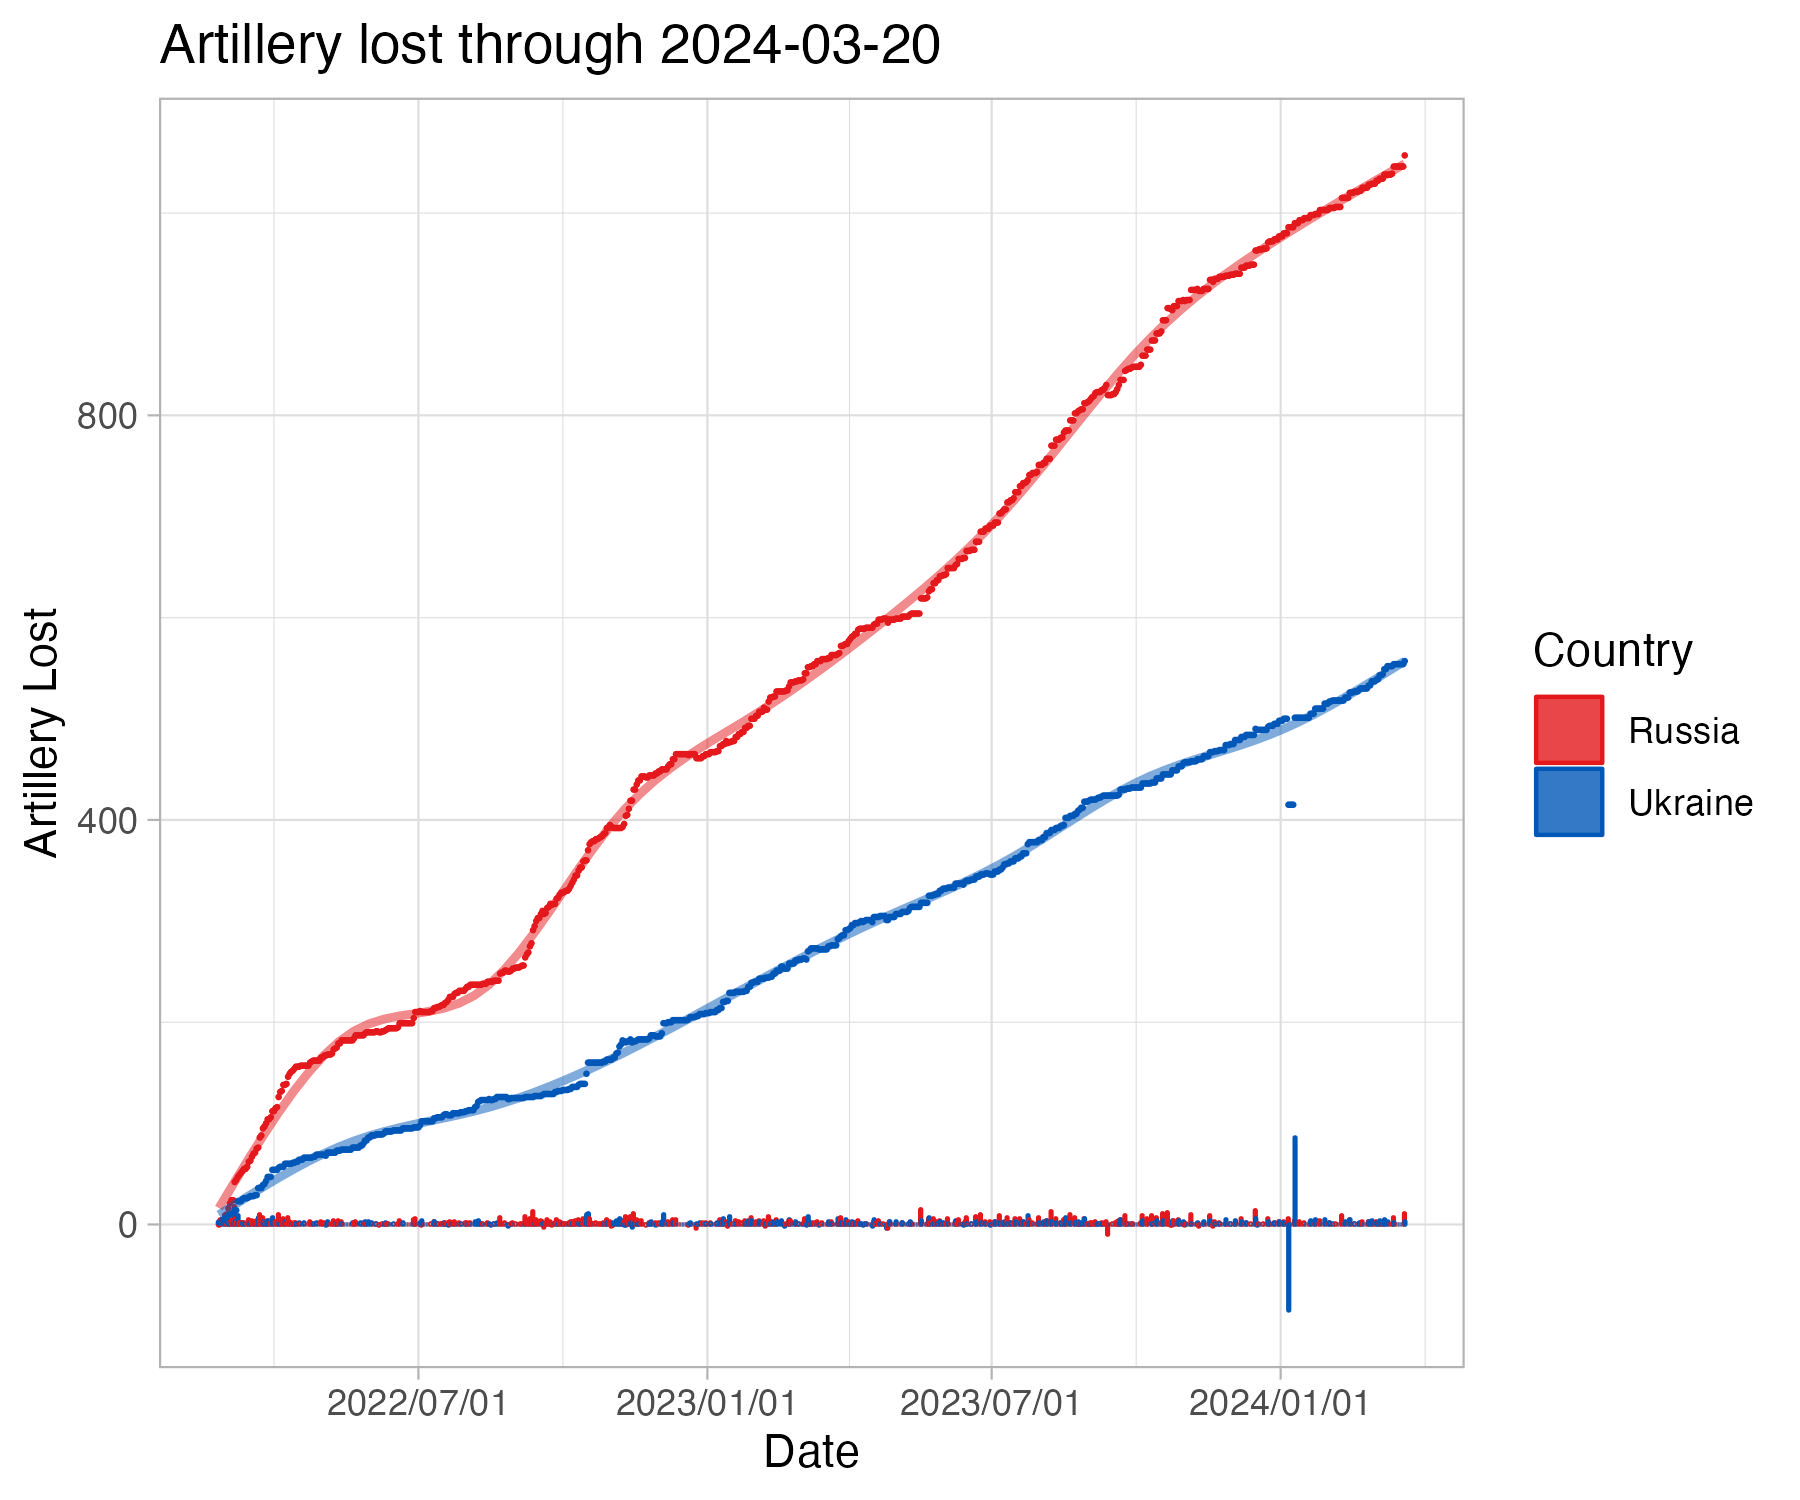 Artillery lost through 2024-03-20
Artillery Lost
800
400
0
2022/07/01
2023/01/01
2023/07/01
2024/01/01
Date
Country
Russia
Ukraine